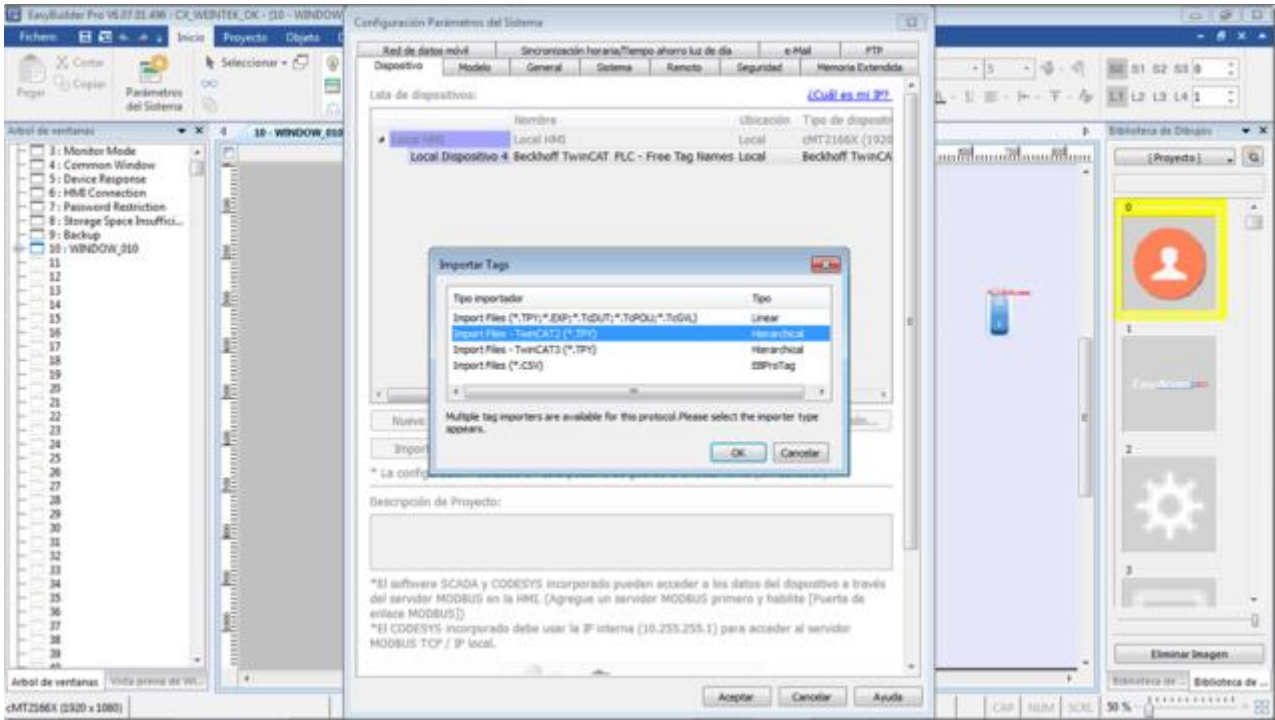 EasyBuilder Pro V6.07.01.496 : CX_WEINTEK_OK - [10 - WINDOW
Fichero Inicio Proyecto Objeto
Pegar Cortar Copiar
Parámetros del Sistema
Seleccionar
5
S1 S2 S3 0
L1 L2 L3 L4 1
Arbol de ventanas
3 : Monitor Mode
4 : Common Window
5 : Device Response
6 : HMI Connection
7 : Password Restriction
8 : Storage Space Insuffici...
9 : Backup
10 : WINDOW_010
11
12
13
14
15
16
17
18
19
20
21
22
23
24
25
26
27
28
29
30
31
32
33
34
35
36
37
38
39
40
Arbol de ventanas
cMT2166X (1920 x 1080)
10 - WINDOW_010
Configuración Parámetros del Sistema
Red de datos móvil Sincronización horaria/Tiempo ahorro luz de día e-Mail FTP
Dispositivo Modelo General Sistema Remoto Seguridad Memoria Extendida
Lista de dispositivos:
¿Cuál es mi IP?
Nombre Ubicación Tipo de dispositi
Local HMI Local HMI Local cMT2166X (1920
Local Dispositivo 4 Beckhoff TwinCAT PLC - Free Tag Names Local Beckhoff TwinCA
Importar Tags
Tipo importador Tipo
Import Files (*.TPY;*.EXP;*.TcDUT;*.TcPOU;*.TcGVL) Linear
Import Files - TwinCAT2 (*.TPY) Hierarchical
Import Files - TwinCAT3 (*.TPY) Hierarchical
Import Files (*.CSV) EBProTag
Multiple tag importers are available for this protocol.Please select the importer type
appears.
OK Cancelar
Nuevo
Import
* La config
Descripción de Proyecto:
*El software SCADA y CODESYS incorporado pueden acceder a los datos del dispositivo a través
del servidor MODBUS en la HMI. (Agregue un servidor MODBUS primero y habilite [Puerta de
enlace MODBUS])
*El CODESYS incorporado debe usar la IP interna (10.255.255.1) para acceder al servidor
MODBUS TCP / IP local.
Aceptar Cancelar Ayuda
Biblioteca de Dibujos
[Proyecto]
0
1
2
3
Eliminar Imagen
Biblioteca de ...
CAP NUM SCRL 50 %